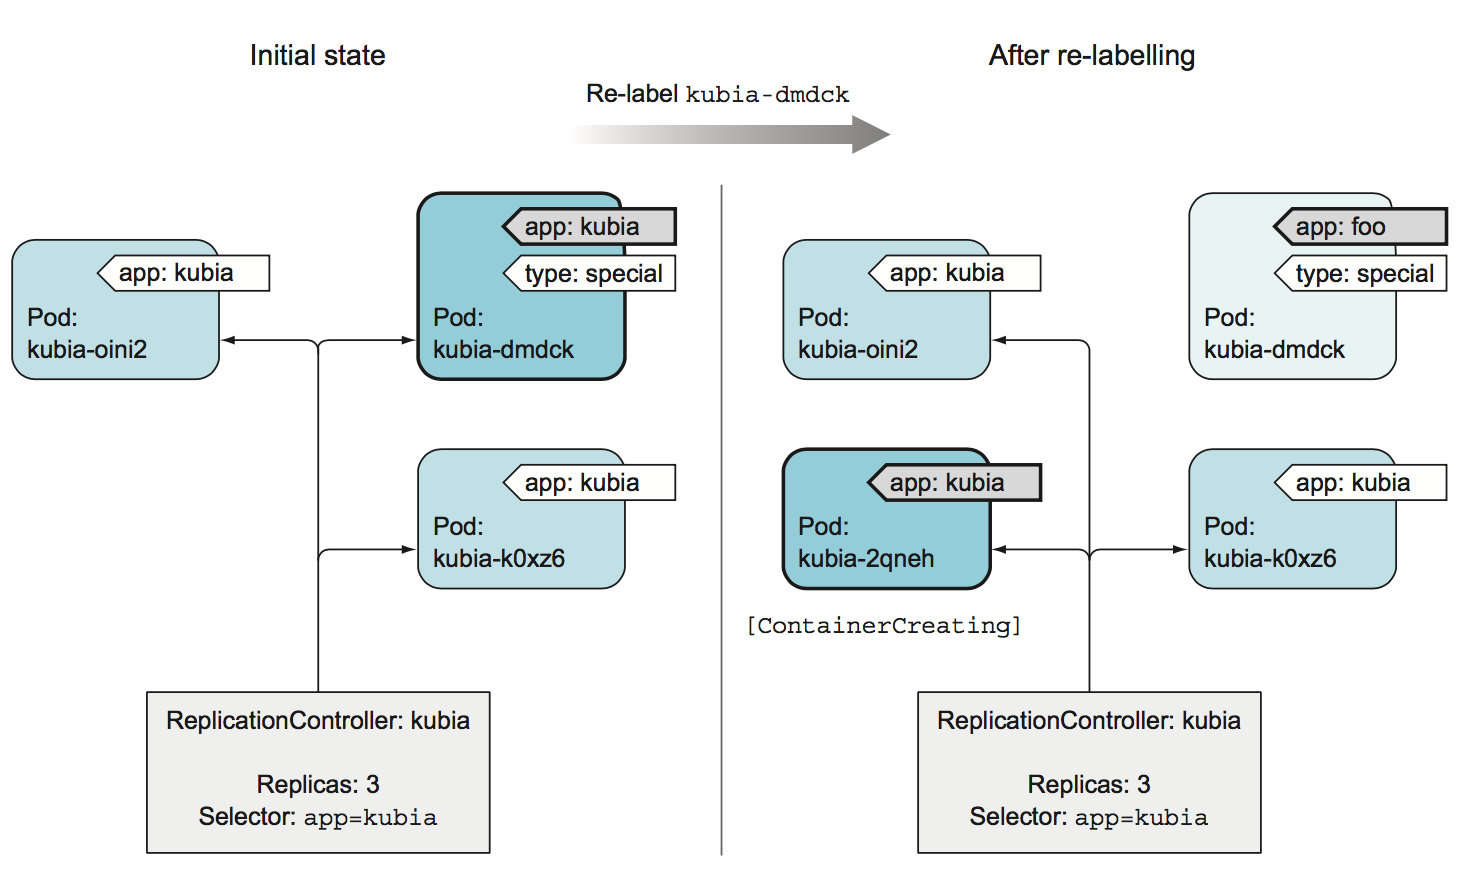 Initial state
After re-labelling
Re-label kubia-dmdck
app: kubia
Pod:
kubia-oini2
app: kubia
type: special
Pod:
kubia-dmdck
app: kubia
Pod:
kubia-k0xz6
ReplicationController: kubia
Replicas: 3
Selector: app=kubia
app: kubia
Pod:
kubia-oini2
app: foo
type: special
Pod:
kubia-dmdck
app: kubia
Pod:
kubia-2qneh
[ContainerCreating]
app: kubia
Pod:
kubia-k0xz6
ReplicationController: kubia
Replicas: 3
Selector: app=kubia